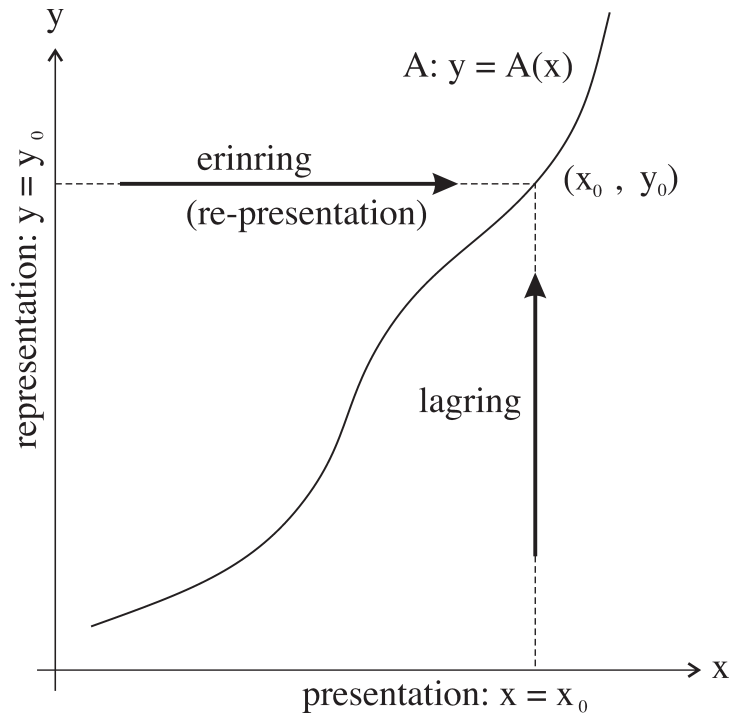 y
A: y = A(x)
erinring
(re-presentation)
(x₀ , y₀)
representation: y = y₀
lagring
x
presentation: x = x₀